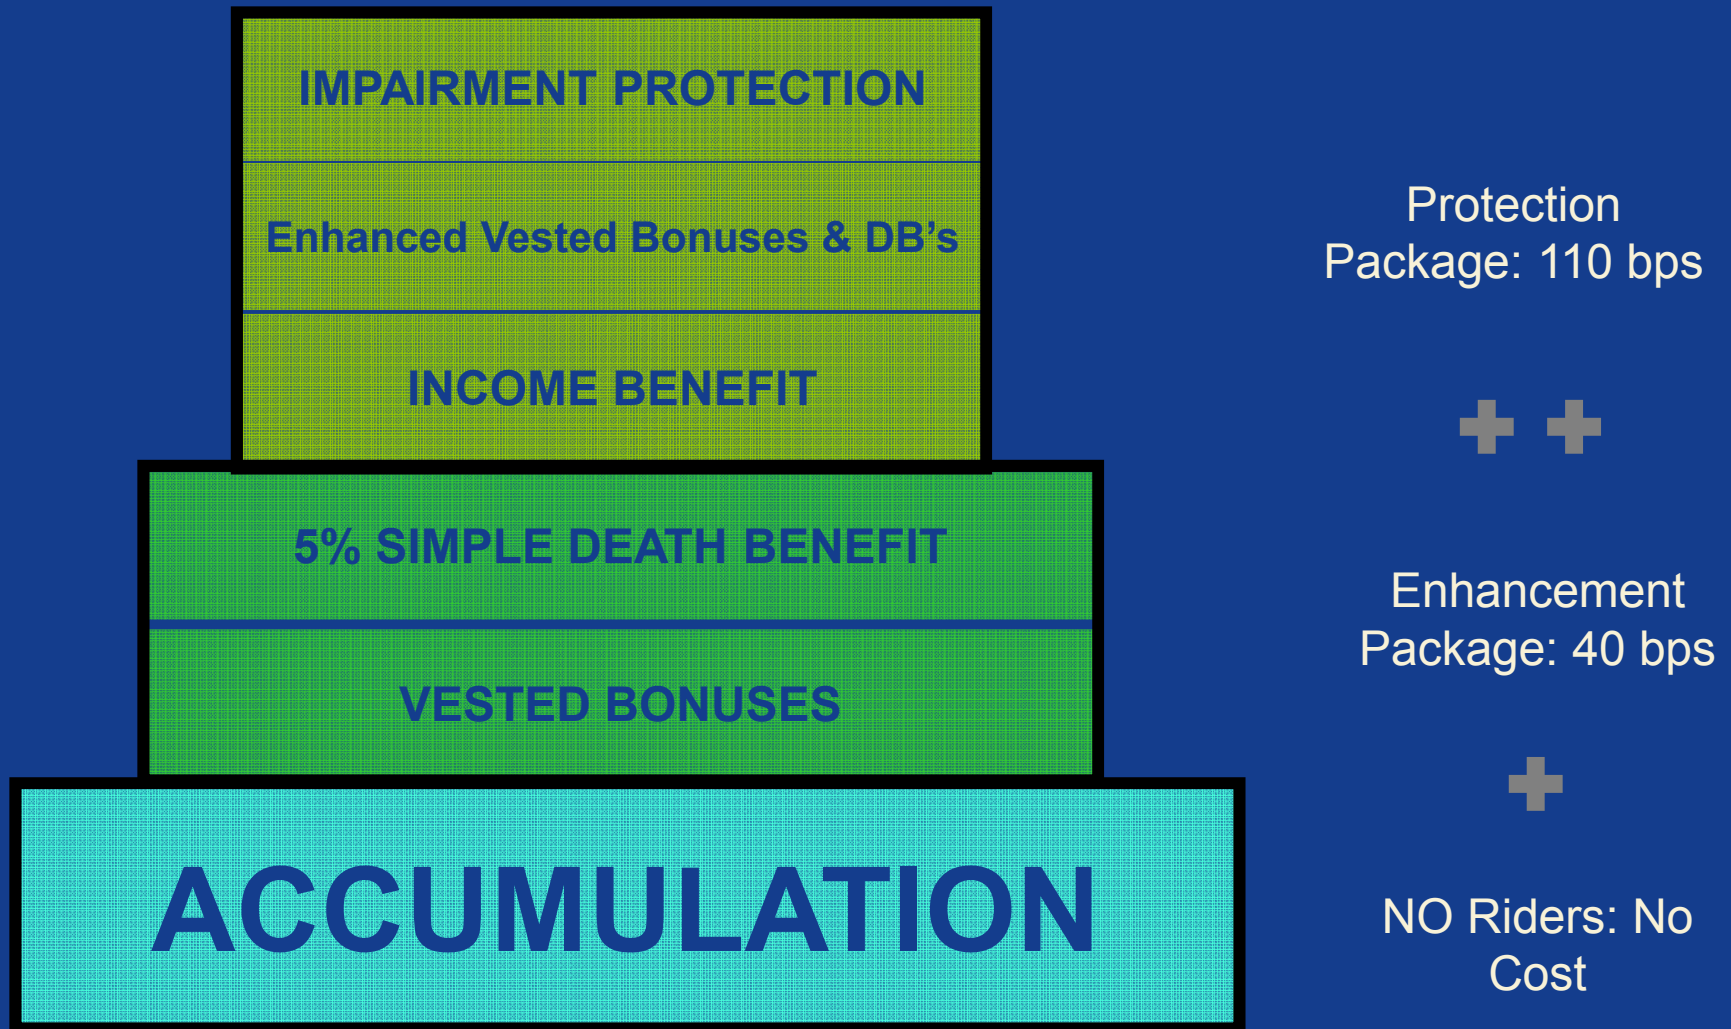 IMPAIRMENT PROTECTION
Enhanced Vested Bonuses & DB's
INCOME BENEFIT
5% SIMPLE DEATH BENEFIT
VESTED BONUSES
ACCUMULATION
Protection
Package: 110 bps
Enhancement
Package: 40 bps
NO Riders: No
Cost